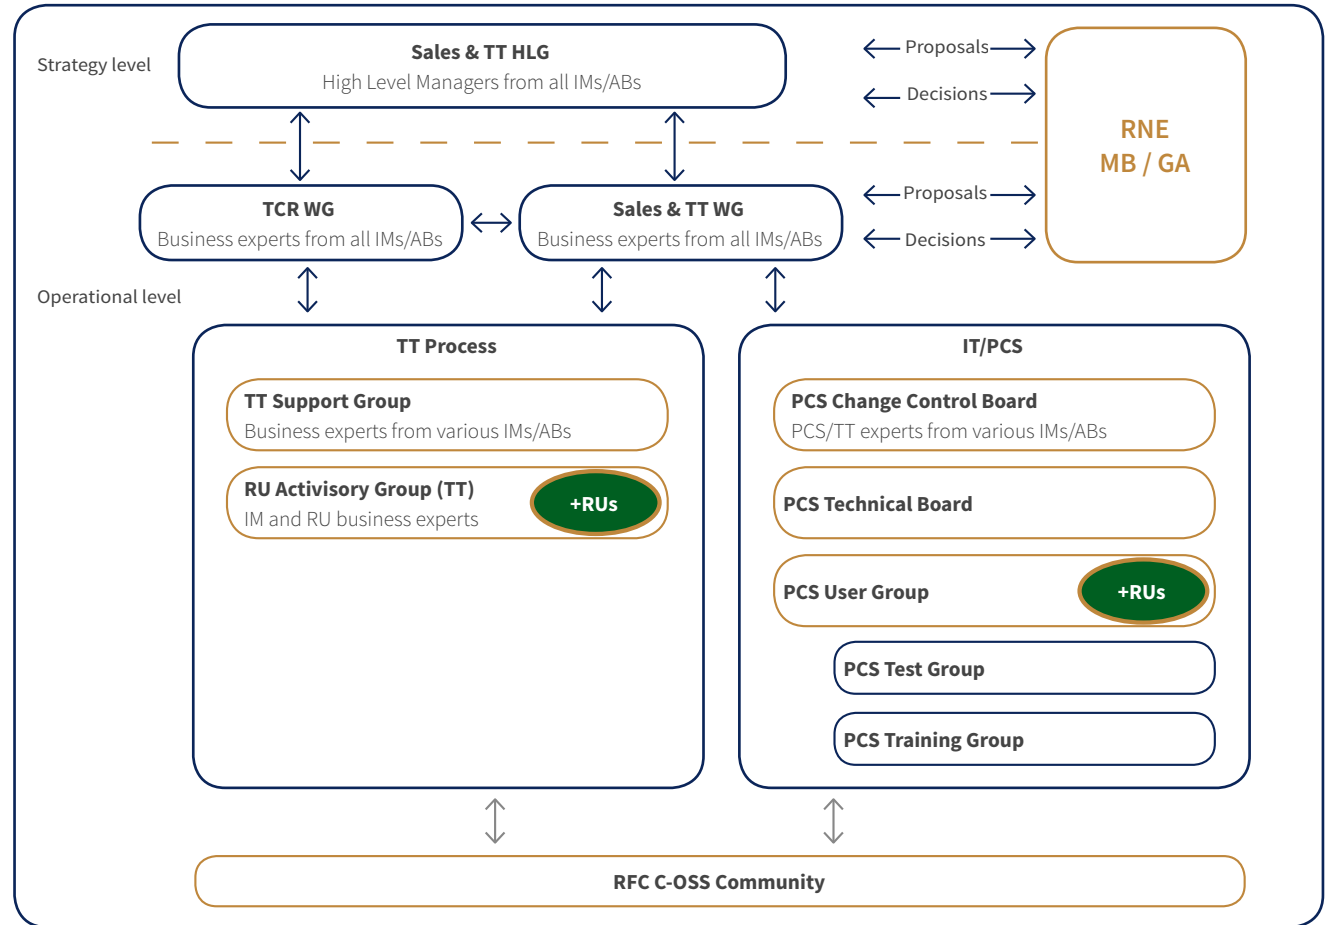 Strategy level
Sales & TT HLG
High Level Managers from all IMs/ABs
Proposals
Decisions
RNE
MB / GA
TCR WG
Business experts from all IMs/ABs
Sales & TT WG
Business experts from all IMs/ABs
Proposals
Decisions
Operational level
TT Process
TT Support Group
Business experts from various IMs/ABs
RU Activisory Group (TT)
IM and RU business experts
+RUs
IT/PCS
PCS Change Control Board
PCS/TT experts from various IMs/ABs
PCS Technical Board
PCS User Group
+RUs
PCS Test Group
PCS Training Group
RFC C-OSS Community